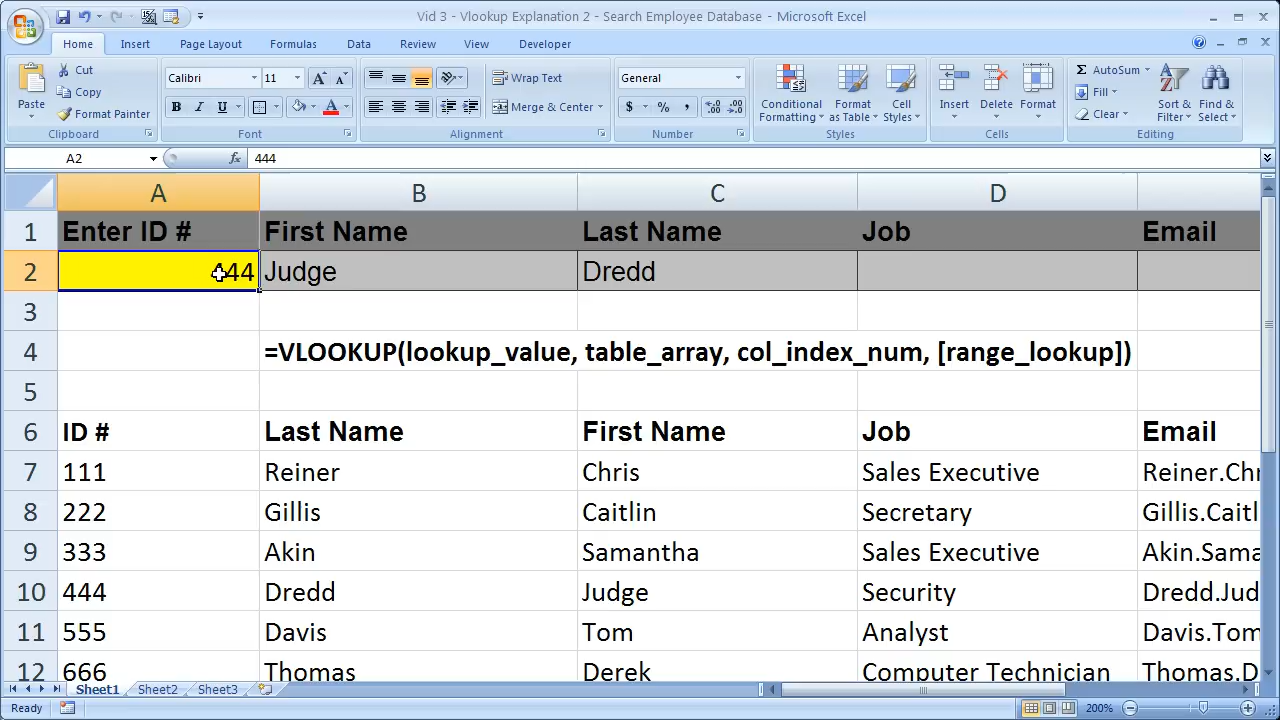 Vid 3 - Vlookup Explanation 2 - Search Employee Database - Microsoft Excel
Home Insert Page Layout Formulas Data Review View Developer
Cut Calibri 11 A A Wrap Text General Σ AutoSum
Paste Copy Conditional Formatting Format as Table Cell Styles Insert Delete Format Fill Sort & Filter Find & Select
Format Painter B I U A Merge & Center $ % , .0 .00 .00 .0 Clear
Clipboard Font Alignment Number Styles Cells Editing
A2 fx 444
A B C D
1 Enter ID # First Name Last Name Job Email
2 444 Judge Dredd
3
4 =VLOOKUP(lookup_value, table_array, col_index_num, [range_lookup])
5
6 ID # Last Name First Name Job Email
7 111 Reiner Chris Sales Executive Reiner.Chr
8 222 Gillis Caitlin Secretary Gillis.Caitl
9 333 Akin Samantha Sales Executive Akin.Sama
10 444 Dredd Judge Security Dredd.Jud
11 555 Davis Tom Analyst Davis.Tom
12 666 Thomas Derek Computer Technician Thomas.D
Sheet1 Sheet2 Sheet3
Ready 200%